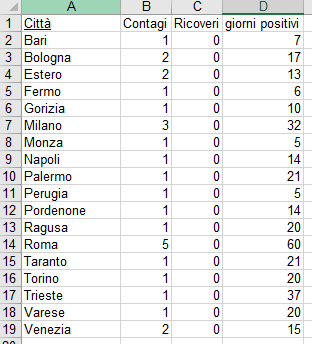 A B C D
1 Città Contagi Ricoveri giorni positivi
2 Bari 1 0 7
3 Bologna 2 0 17
4 Estero 2 0 13
5 Fermo 1 0 6
6 Gorizia 1 0 10
7 Milano 3 0 32
8 Monza 1 0 5
9 Napoli 1 0 14
10 Palermo 1 0 21
11 Perugia 1 0 5
12 Pordenone 1 0 14
13 Ragusa 1 0 20
14 Roma 5 0 60
15 Taranto 1 0 21
16 Torino 1 0 20
17 Trieste 1 0 37
18 Varese 1 0 20
19 Venezia 2 0 15